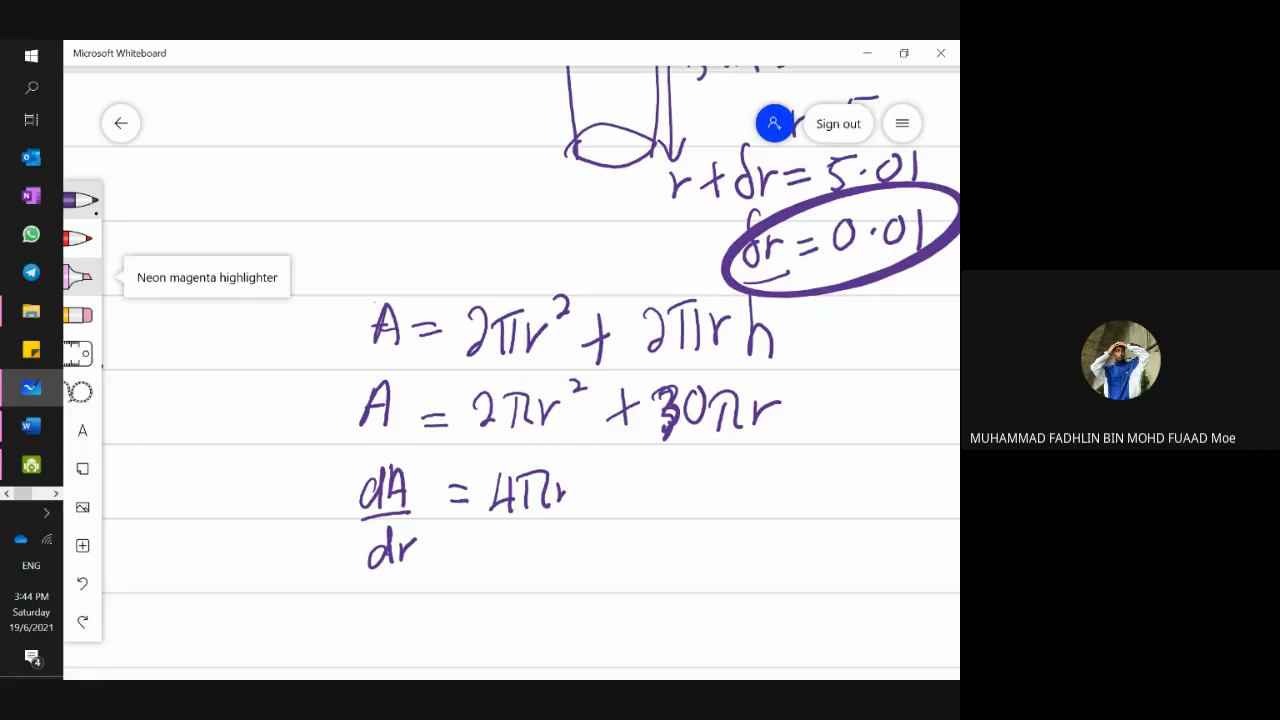 Microsoft Whiteboard
Sign out
r + δr = 5.01
δr = 0.01
Neon magenta highlighter
A = 2πr² + 2πrh
A = 2πr² + 30πr
dA/dr = 4πr
A
ENG
3:44 PM
Saturday
19/6/2021
4
MUHAMMAD FADHLIN BIN MOHD FUAAD Moe